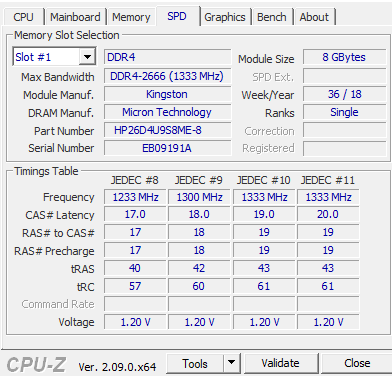 CPU Mainboard Memory SPD Graphics Bench About
Memory Slot Selection
Slot #1 DDR4 Module Size 8 GBytes
Max Bandwidth DDR4-2666 (1333 MHz) SPD Ext.
Module Manuf. Kingston Week/Year 36 / 18
DRAM Manuf. Micron Technology Ranks Single
Part Number HP26D4U9S8ME-8 Correction
Serial Number EB09191A Registered
Timings Table
JEDEC #8 JEDEC #9 JEDEC #10 JEDEC #11
Frequency 1233 MHz 1300 MHz 1333 MHz 1333 MHz
CAS# Latency 17.0 18.0 19.0 20.0
RAS# to CAS# 17 18 19 19
RAS# Precharge 17 18 19 19
tRAS 40 42 43 43
tRC 57 60 61 61
Command Rate
Voltage 1.20 V 1.20 V 1.20 V 1.20 V
CPU-Z Ver. 2.09.0.x64 Tools Validate Close